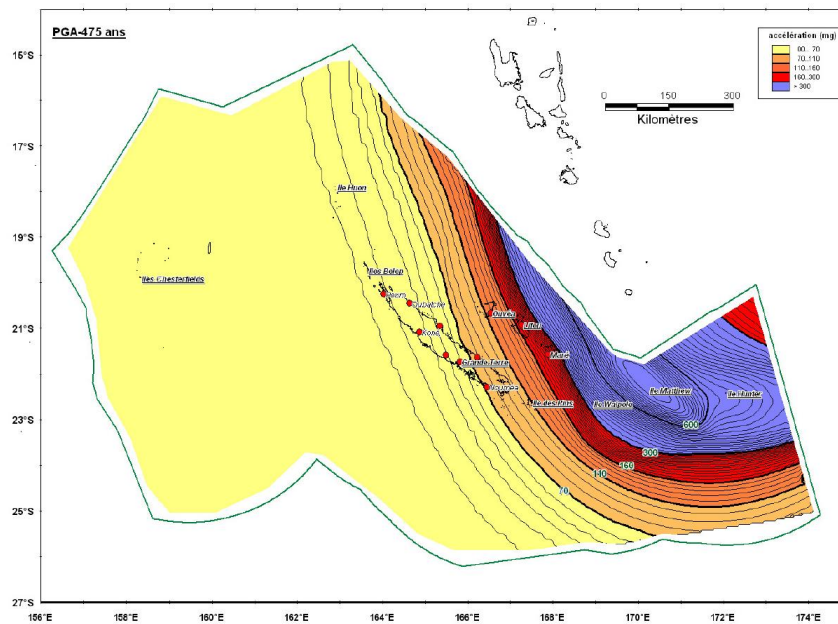 PGA-475 ans
accélération (mg)
70..110
110..160
160..300
> 300
0 150 300
Kilomètres
15°S
17°S
19°S
21°S
23°S
25°S
27°S
Ile Huon
Iles Chesterfields
Iles Belep
Koné
Ouvéa
Lifou
Maré
Grande Terre
Nouméa
Ile des Pins
Ile Walpole
Ile Matthew
Ile Hunter
600
300
160
70
156°E 158°E 160°E 162°E 164°E 166°E 168°E 170°E 172°E 174°E